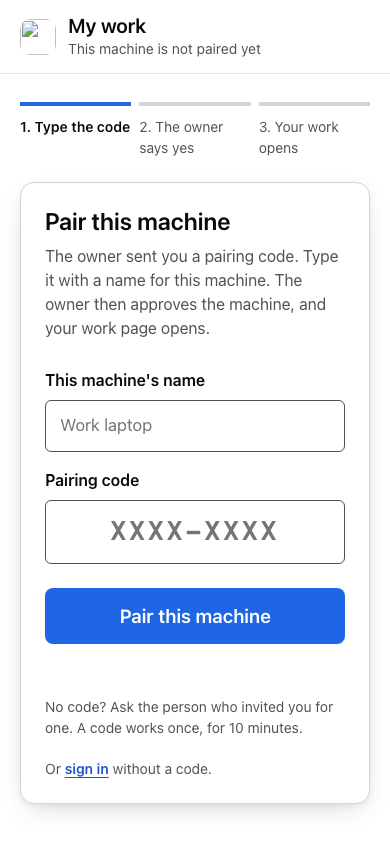 My work
This machine is not paired yet
1. Type the code
2. The owner
says yes
3. Your work
opens
Pair this machine
The owner sent you a pairing code. Type
it with a name for this machine. The
owner then approves the machine, and
your work page opens.
This machine's name
Work laptop
Pairing code
XXXX–XXXX
Pair this machine
No code? Ask the person who invited you for
one. A code works once, for 10 minutes.
Or sign in without a code.